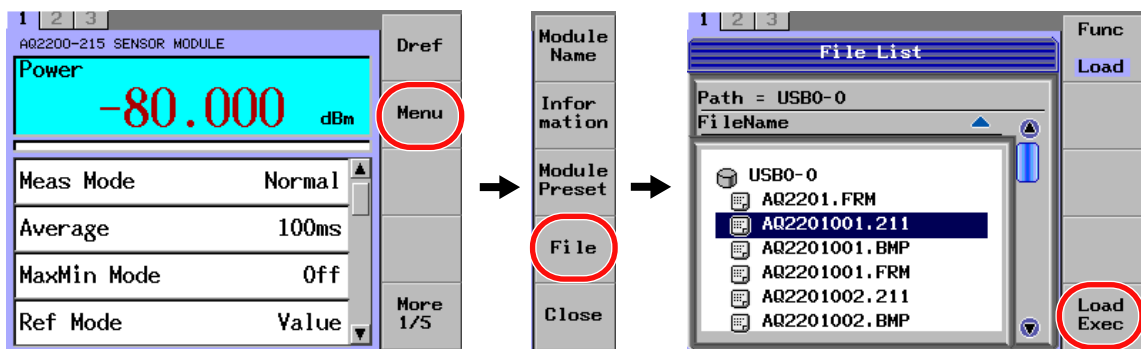 1 2 3
AQ2200-215 SENSOR MODULE
Power
-80.000 dBm
Meas Mode Normal
Average 100ms
MaxMin Mode Off
Ref Mode Value
Dref
Menu
More
1/5
Module
Name
Infor
mation
Module
Preset
File
Close
1 2 3
File List
Path = USB0-0
FileName
USB0-0
AQ2201.FRM
AQ2201001.211
AQ2201001.BMP
AQ2201001.FRM
AQ2201002.211
AQ2201002.BMP
Func
Load
Load
Exec